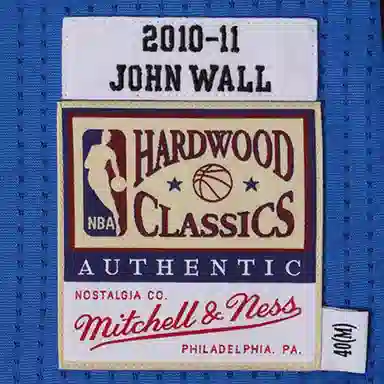 2010-11
JOHN WALL
HARDWOOD
NBA
CLASSICS
AUTHENTIC
NOSTALGIA CO.
Mitchell & Ness
PHILADELPHIA, PA.
40(M)